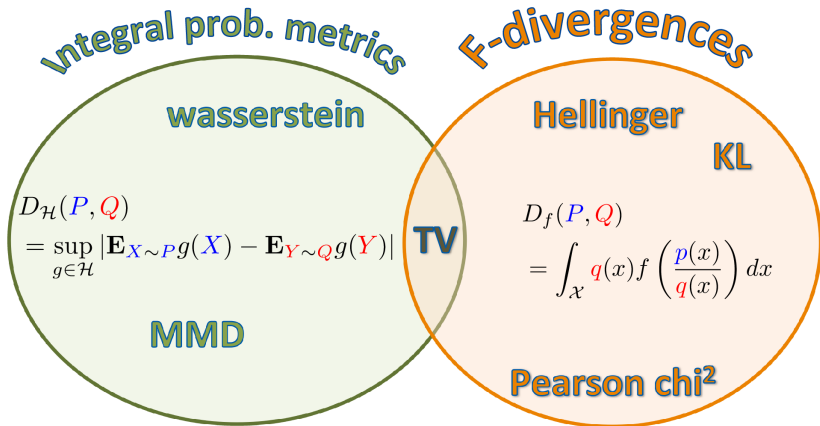 Integral prob. metrics
F-divergences
wasserstein
Hellinger
KL
D_ℋ(P, Q)
= sup_{g∈ℋ} |E_{X∼P} g(X) − E_{Y∼Q} g(Y)|
TV
D_f(P, Q)
= ∫_𝒳 q(x) f (p(x)/q(x)) dx
MMD
Pearson chi²